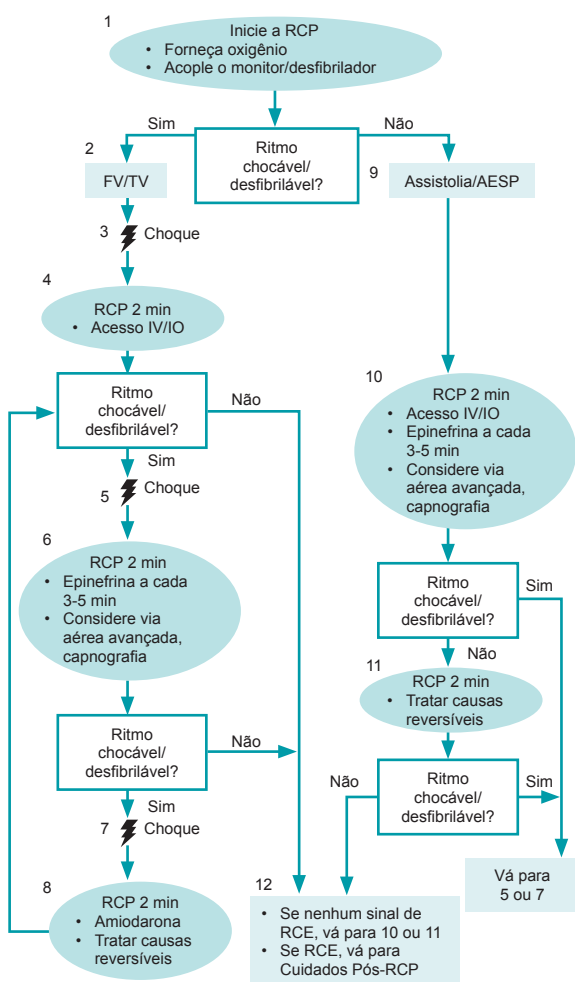 1
Inicie a RCP
• Forneça oxigênio
• Acople o monitor/desfibrilador
Sim
Não
Ritmo
chocável/
desfibrilável?
2
FV/TV
9
Assistolia/AESP
3
Choque
4
RCP 2 min
• Acesso IV/IO
Ritmo
chocável/
desfibrilável?
Não
Sim
5
Choque
6
RCP 2 min
• Epinefrina a cada
3-5 min
• Considere via
aérea avançada,
capnografia
Ritmo
chocável/
desfibrilável?
Não
Sim
7
Choque
8
RCP 2 min
• Amiodarona
• Tratar causas
reversíveis
10
RCP 2 min
• Acesso IV/IO
• Epinefrina a cada
3-5 min
• Considere via
aérea avançada,
capnografia
Ritmo
chocável/
desfibrilável?
Sim
Não
11
RCP 2 min
• Tratar causas
reversíveis
Não
Ritmo
chocável/
desfibrilável?
Sim
Vá para
5 ou 7
12
• Se nenhum sinal de
RCE, vá para 10 ou 11
• Se RCE, vá para
Cuidados Pós-RCP